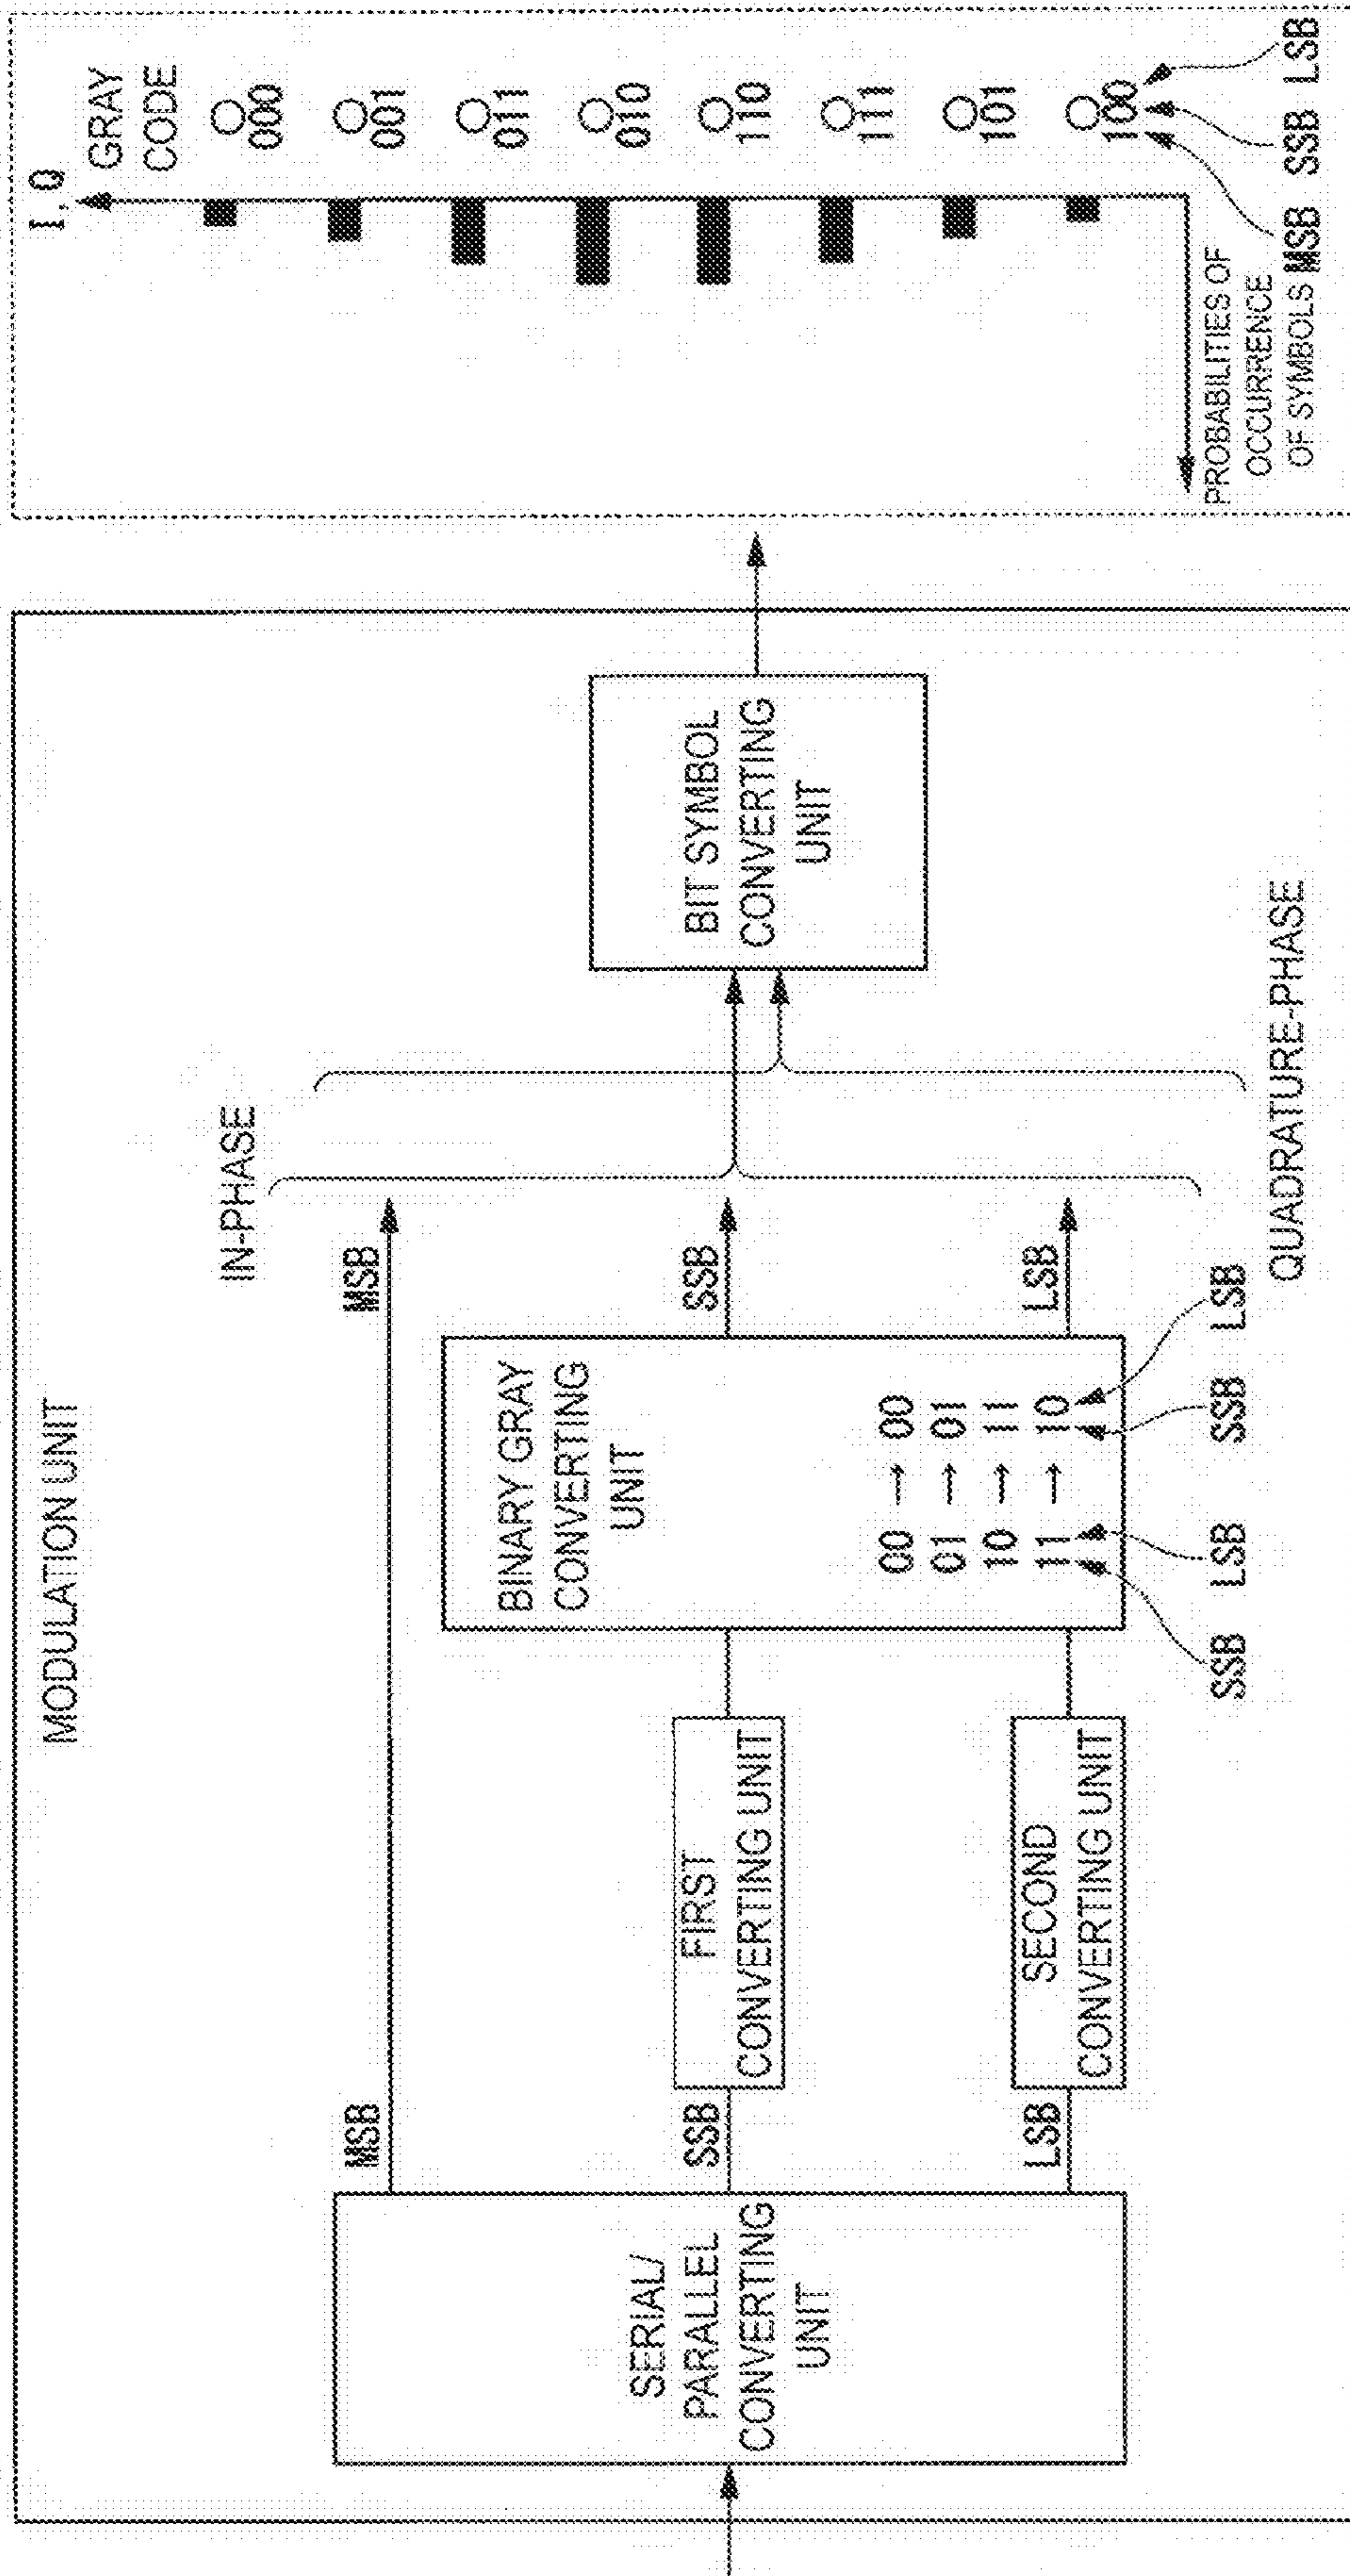 MODULATION UNIT
SERIAL/
PARALLEL
CONVERTING
UNIT
MSB
SSB
LSB
FIRST
CONVERTING UNIT
SECOND
CONVERTING UNIT
BINARY GRAY
CONVERTING
UNIT
00 → 00
01 → 01
10 → 11
11 → 10
SSB LSB SSB LSB
MSB
SSB
LSB
IN-PHASE
QUADRATURE-PHASE
BIT SYMBOL
CONVERTING
UNIT
I, Q
GRAY
CODE
000
001
011
010
110
111
101
100
PROBABILITIES OF
OCCURRENCE
OF SYMBOLS
MSB SSB LSB